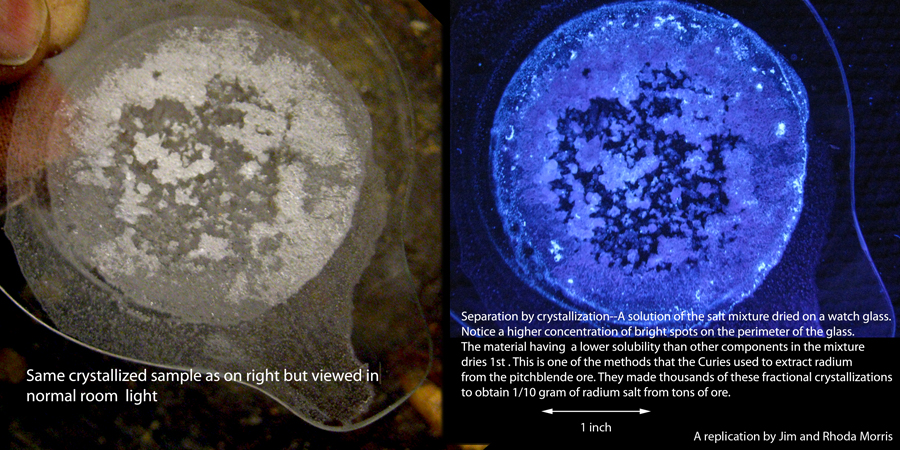 Same crystallized sample as on right but viewed in
normal room light
Separation by crystallization--A solution of the salt mixture dried on a watch glass.
Notice a higher concentration of bright spots on the perimeter of the glass.
The material having a lower solubility than other components in the mixture
dries 1st . This is one of the methods that the Curies used to extract radium
from the pitchblende ore. They made thousands of these fractional crystallizations
to obtain 1/10 gram of radium salt from tons of ore.
1 inch
A replication by Jim and Rhoda Morris